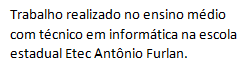 Trabalho realizado no ensino médio
com técnico em informática na escola
estadual Etec Antônio Furlan.